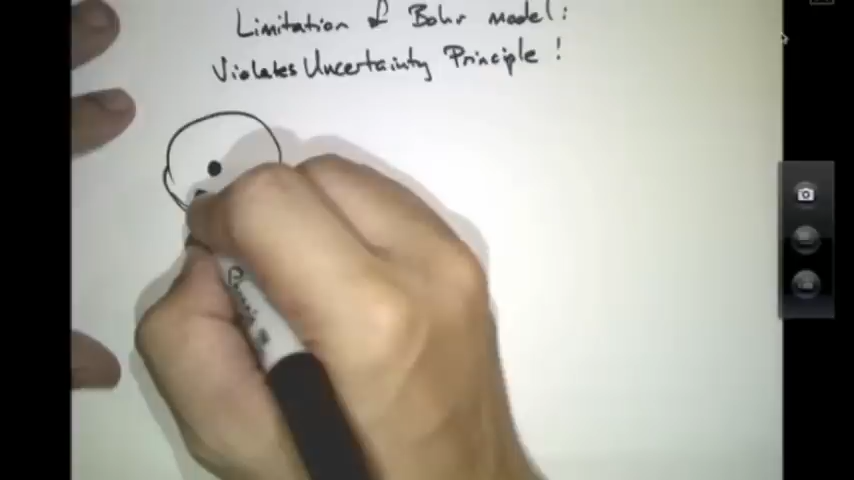 Limitation of Bohr model:
Violates Uncertainty Principle !